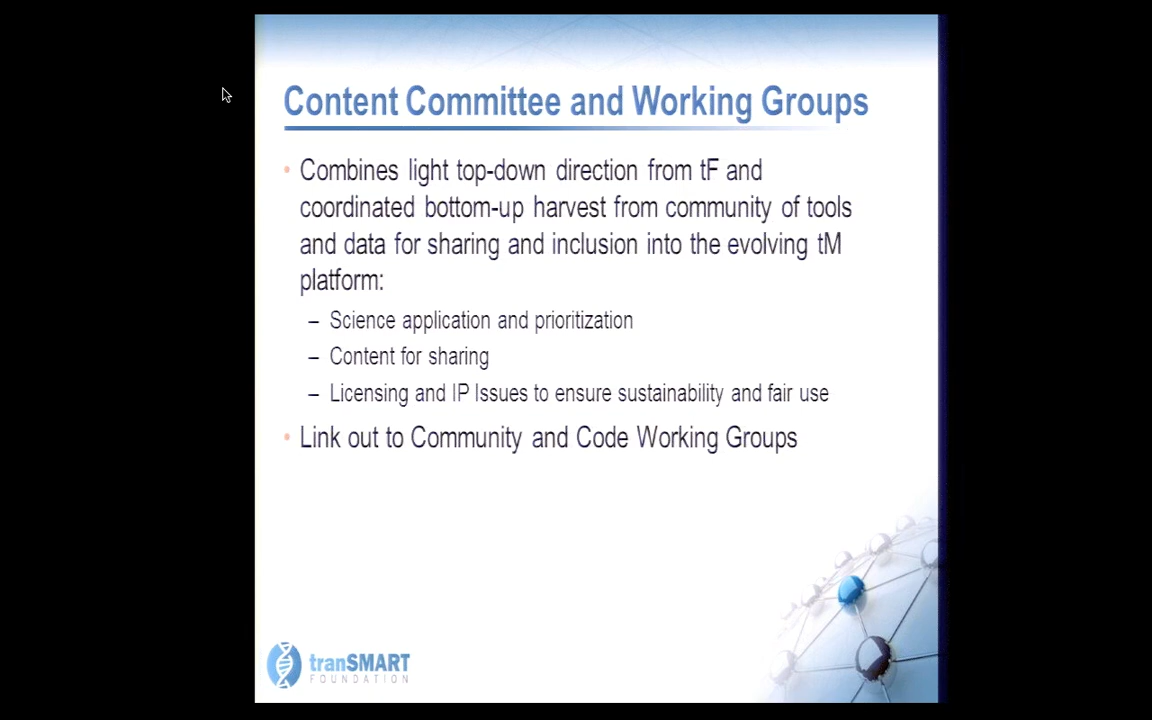 Content Committee and Working Groups
• Combines light top-down direction from tF and
coordinated bottom-up harvest from community of tools
and data for sharing and inclusion into the evolving tM
platform:
– Science application and prioritization
– Content for sharing
– Licensing and IP Issues to ensure sustainability and fair use
• Link out to Community and Code Working Groups
tranSMART
FOUNDATION